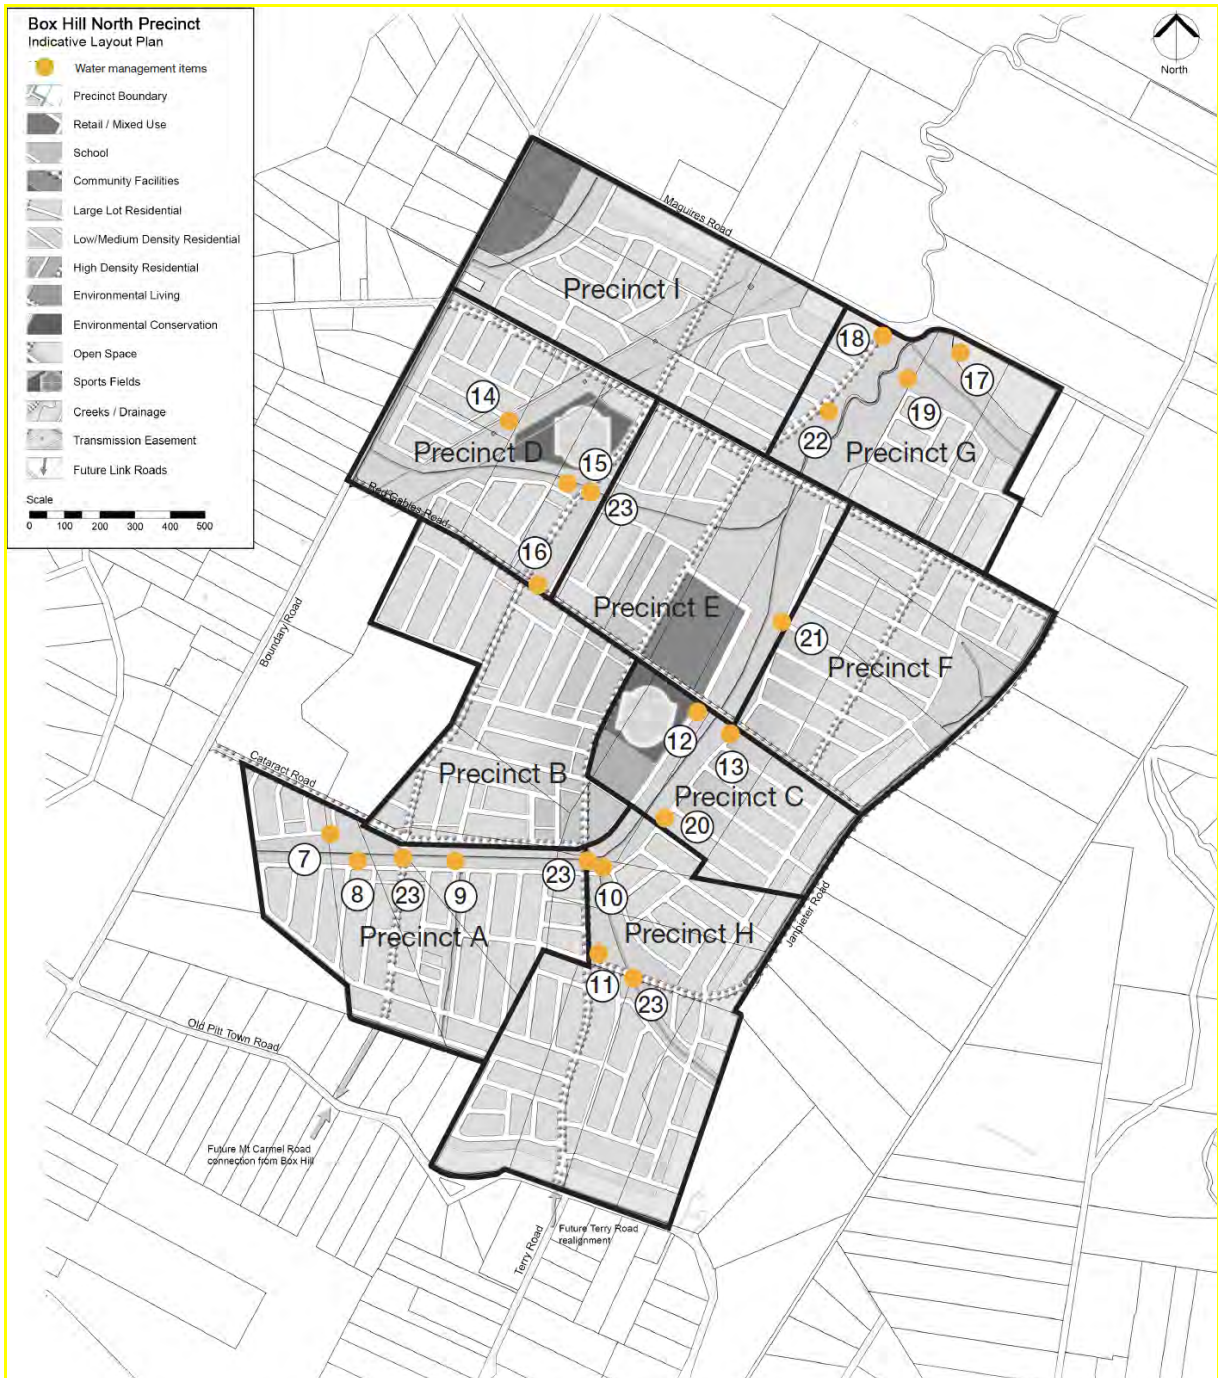 Box Hill North Precinct
Indicative Layout Plan
Water management items
Precinct Boundary
Retail / Mixed Use
School
Community Facilities
Large Lot Residential
Low/Medium Density Residential
High Density Residential
Environmental Living
Environmental Conservation
Open Space
Sports Fields
Creeks / Drainage
Transmission Easement
Future Link Roads
Scale
0 100 200 300 400 500
North
Maguires Road
Precinct I
18
17
14
19
22
Precinct D
Precinct G
15
Red Gables Road
23
16
Precinct E
Boundary Road
21
Precinct F
12
13
Cataract Road
Precinct B
Precinct C
20
7
8
23
9
23
10
Janpieter Road
Precinct A
Precinct H
11
23
Old Pitt Town Road
Future Mt Carmel Road
connection from Box Hill
Terry Road
Future Terry Road
realignment